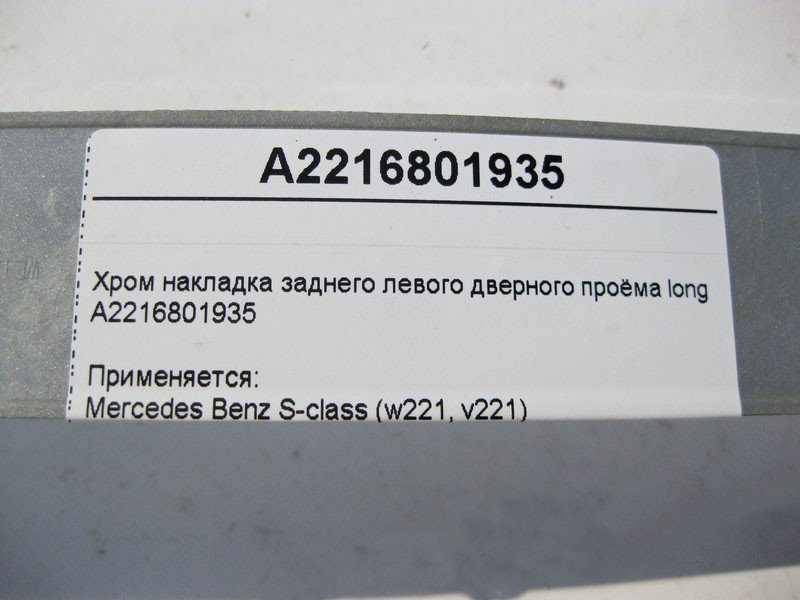 A2216801935
Хром накладка заднего левого дверного проёма long
A2216801935
Применяется:
Mercedes Benz S-class (w221, v221)